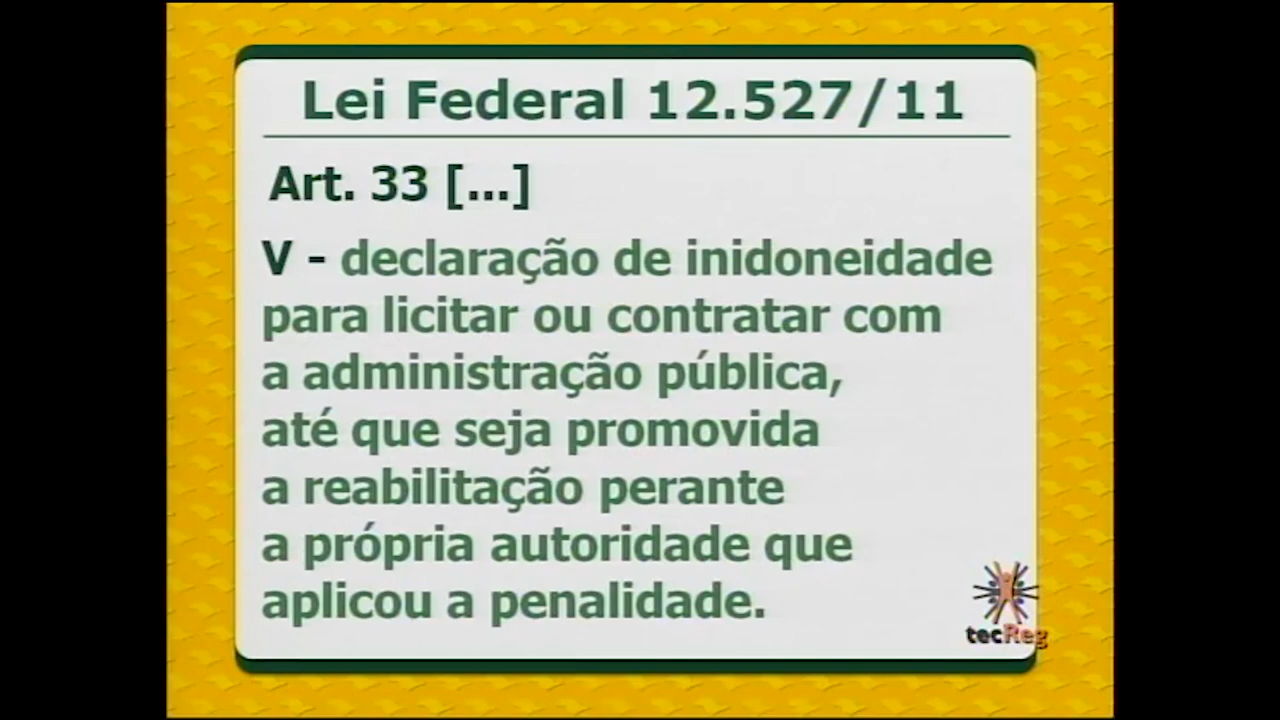 Lei Federal 12.527/11
Art. 33 [...]
V - declaração de inidoneidade
para licitar ou contratar com
a administração pública,
até que seja promovida
a reabilitação perante
a própria autoridade que
aplicou a penalidade.
tecReg